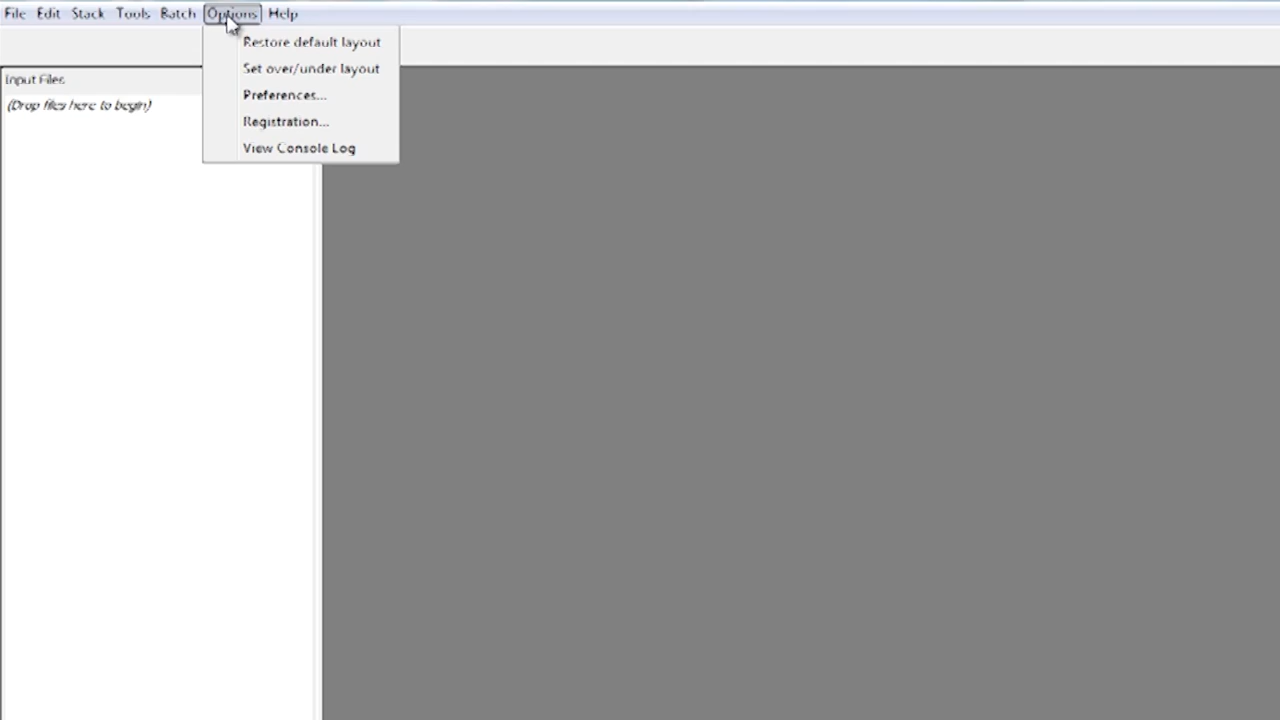 File Edit Stack Tools Batch Options Help
Restore default layout
Set over/under layout
Preferences...
Registration...
View Console Log
Input Files
(Drop files here to begin)